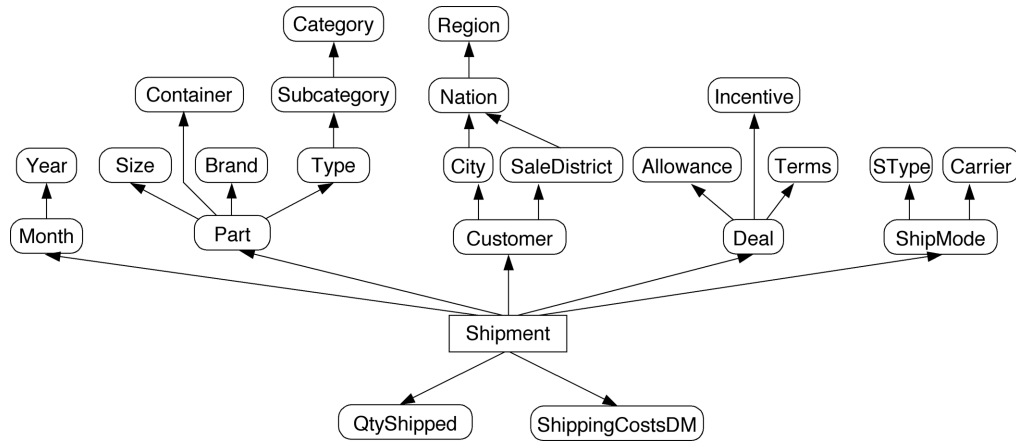 Category
Region
Container
Subcategory
Nation
Incentive
Year
Size
Brand
Type
City
SaleDistrict
Allowance
Terms
SType
Carrier
Month
Part
Customer
Deal
ShipMode
Shipment
QtyShipped
ShippingCostsDM